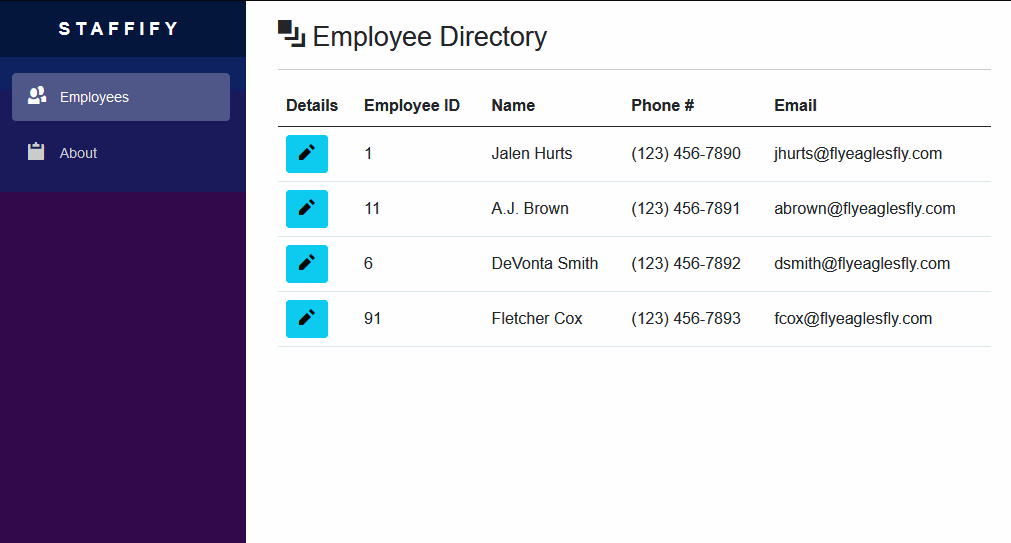 STAFFIFY
Employees
About
Employee Directory
Details Employee ID Name Phone # Email
1 Jalen Hurts (123) 456-7890 jhurts@flyeaglesfly.com
11 A.J. Brown (123) 456-7891 abrown@flyeaglesfly.com
6 DeVonta Smith (123) 456-7892 dsmith@flyeaglesfly.com
91 Fletcher Cox (123) 456-7893 fcox@flyeaglesfly.com